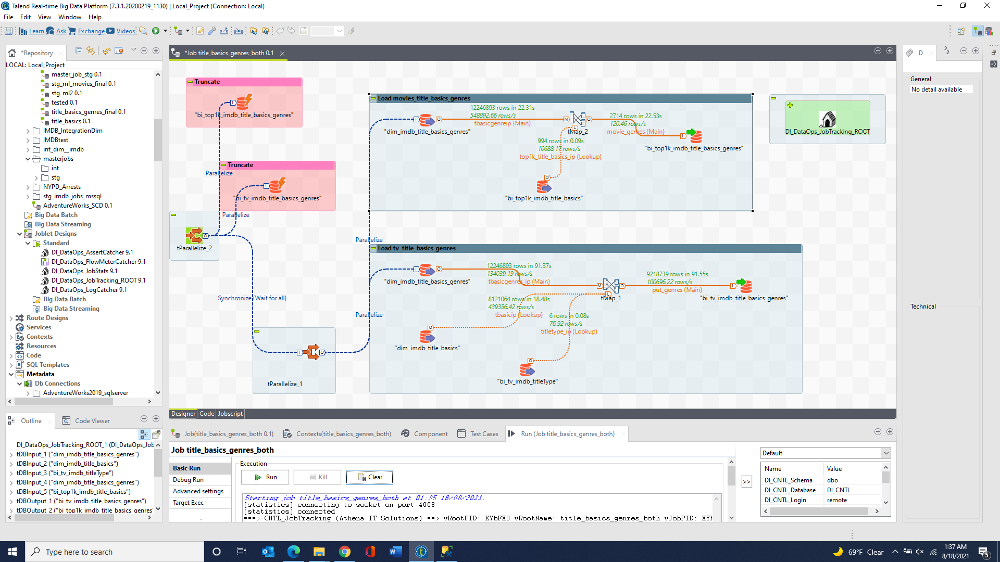 Talend Real-time Big Data Platform (7.3.1.20200219_1130) | Local_Project (Connection: Local)
File Edit View Window Help
Learn Ask Exchange Videos
*Repository
LOCAL: Local_Project
master_job_stg 0.1
stg_ml_movies_final 0.1
stg_ml2 0.1
tested 0.1
title_basics_genres_final 0.1
title_basics 0.1
IMDB_IntegrationDim
IMDBtest
int_dim__imdb
masterjobs
int
stg
NYPD_Arrests
stg_imdb_jobs_mssql
AdventureWorks_SCD 0.1
Big Data Batch
Big Data Streaming
Joblet Designs
Standard
DI_DataOps_AssertCatcher 9.1
DI_DataOps_FlowMeterCatcher 9.1
DI_DataOps_JobStats 9.1
DI_DataOps_JobTracking_ROOT 9.1
DI_DataOps_LogCatcher 9.1
Big Data Batch
Big Data Streaming
Route Designs
Services
Contexts
Resources
Code
SQL Templates
Metadata
Db Connections
AdventureWorks2019_sqlserver
Outline Code Viewer
DI_DataOps_JobTracking_ROOT_1 (DI_DataOps_Job
tDBInput_1 ("dim_imdb_title_basics_genres")
tDBInput_2 ("dim_imdb_title_basics")
tDBInput_3 ("bi_tv_imdb_titleType")
tDBInput_4 ("dim_imdb_title_basics_genres")
tDBInput_5 ("bi_top1k_imdb_title_basics")
tDBOutput_1 ("bi_tv_imdb_title_basics_genres")
tDBOutput_2 ("bi_top1k_imdb_title_basics_genres"
*Job title_basics_genres_both 0.1
Truncate
"bi_top1k_imdb_title_basics_genres"
Parallelize
Truncate
"bi_tv_imdb_title_basics_genres"
Parallelize
tParallelize_2
Synchronize (Wait for all)
tParallelize_1
Parallelize
Parallelize
Load movies_title_basics_genres
"dim_imdb_title_basics_genres"
12246893 rows in 22.31s
548892.66 rows/s
tbasicgenreip (Main)
tMap_2
2714 rows in 22.53s
120.46 rows/s
movie_genres (Main)
"bi_top1k_imdb_title_basics_genres"
994 rows in 0.09s
10688.17 rows/s
top1k_title_basics_ip (Lookup)
"bi_top1k_imdb_title_basics"
DI_DataOps_JobTracking_ROOT
Load tv_title_basics_genres
"dim_imdb_title_basics_genres"
12246893 rows in 91.37s
134039.19 rows/s
tbasicgenres_ip (Main)
tMap_1
9218739 rows in 91.55s
100696.22 rows/s
put_genres (Main)
"bi_tv_imdb_title_basics_genres"
8121064 rows in 18.48s
439356.42 rows/s
tbasicip (Lookup)
6 rows in 0.08s
76.92 rows/s
titletype_ip (Lookup)
"dim_imdb_title_basics"
"bi_tv_imdb_titleType"
Designer Code Jobscript
Job(title_basics_genres_both 0.1) Contexts(title_basics_genres_both) Component Test Cases Run (Job title_basics_genres_both)
Job title_basics_genres_both
Basic Run
Debug Run
Advanced settings
Target Exec
Execution
Run Kill Clear
Starting job title_basics_genres_both at 01:35 18/08/2021.
[statistics] connecting to socket on port 4008
[statistics] connected
===> CNTL_JobTracking (Athena IT Solutions) ==> vRootPID: XYbFX0 vRootName: title_basics_genres_both vJobPID: XYb
>>
Default
Name Value
DI_CNTL_Schema dbo
DI_CNTL_Database DI_CNTL
DI_CNTL_Login remote
D
2
General
No detail available
Technical
Type here to search
69°F Clear
1:37 AM
8/18/2021
5